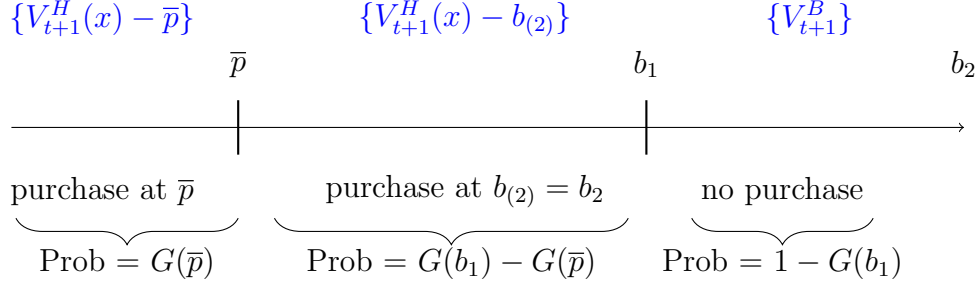 {V^H_{t+1}(x) − p̅} {V^H_{t+1}(x) − b_{(2)}} {V^B_{t+1}}
p̅ b_1 b_2
purchase at p̅ purchase at b_{(2)} = b_2 no purchase
Prob = G(p̅) Prob = G(b_1) − G(p̅) Prob = 1 − G(b_1)